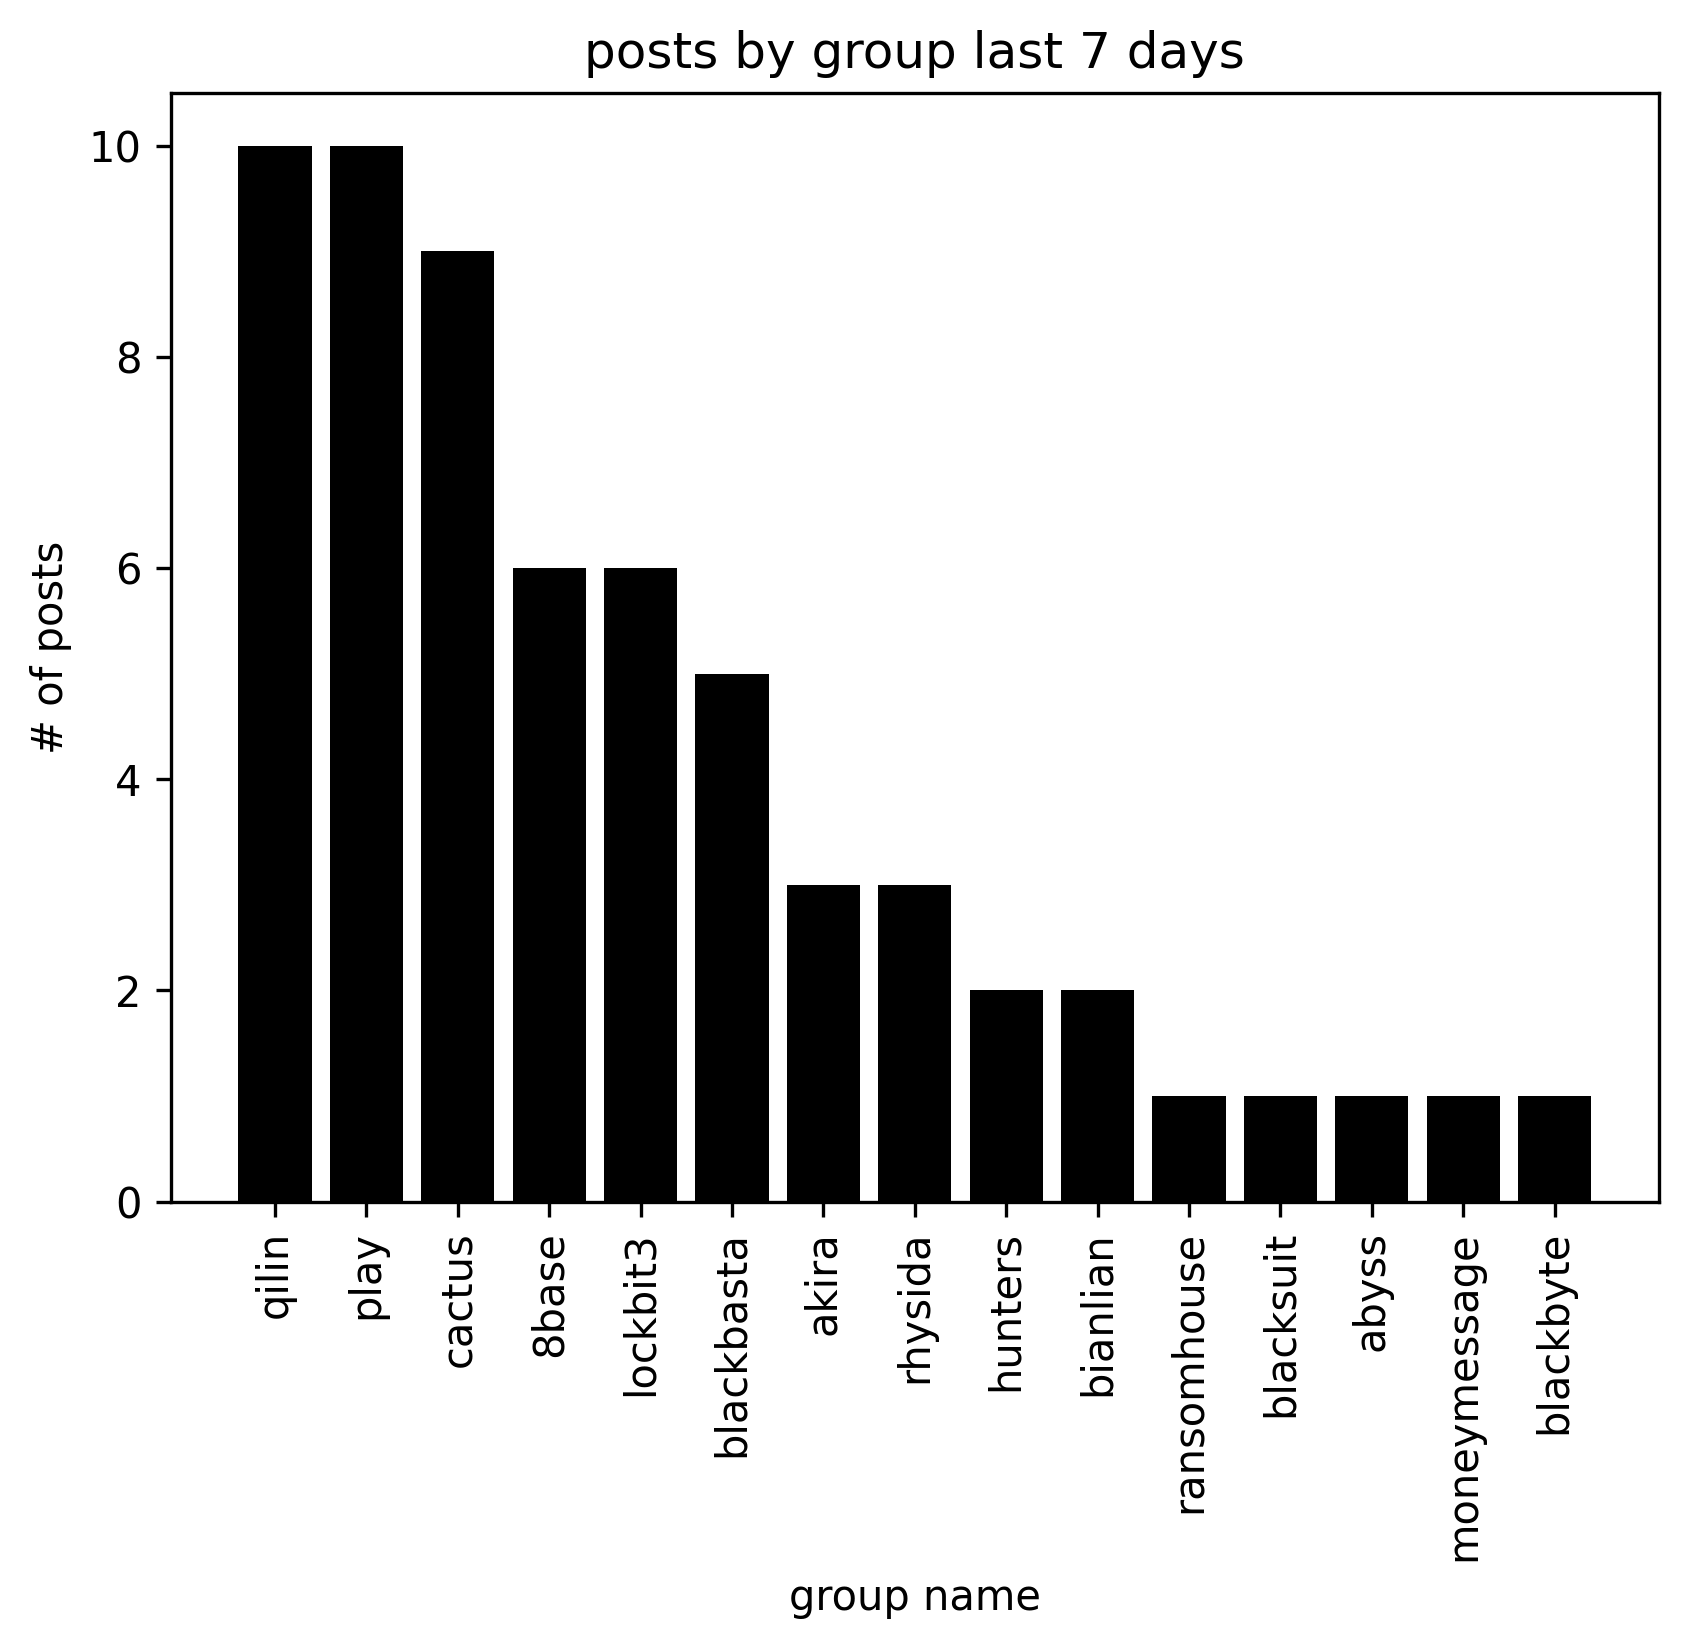 posts by group last 7 days
10
8
6
4
2
0
# of posts
qilin
play
cactus
8base
lockbit3
blackbasta
akira
rhysida
hunters
bianlian
ransomhouse
blacksuit
abyss
moneymessage
blackbyte
group name